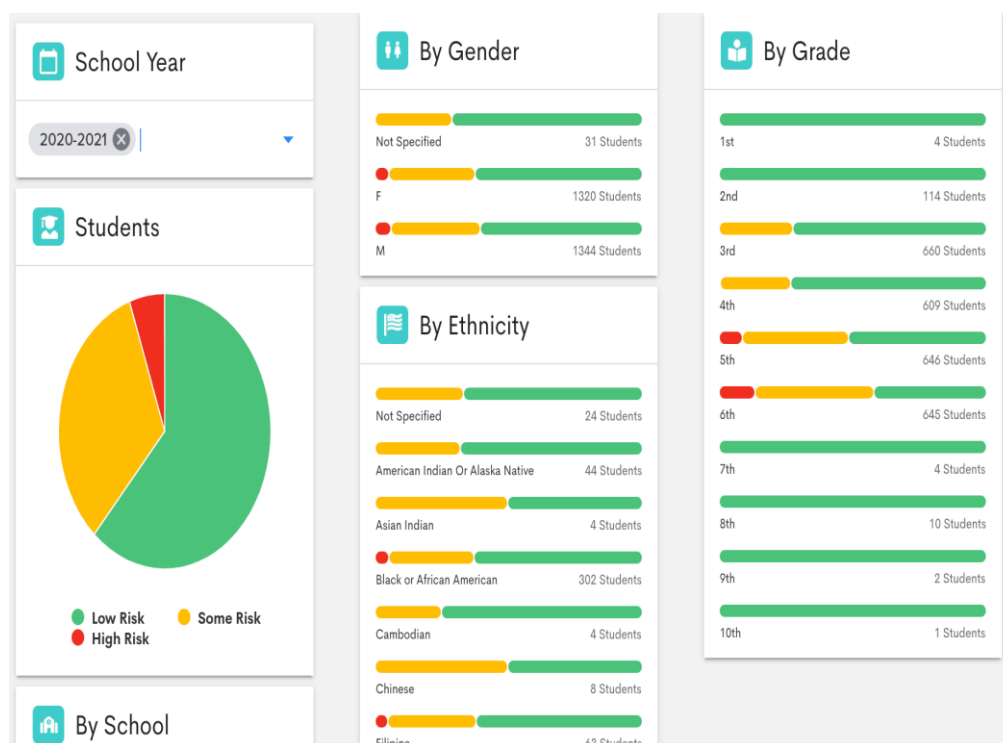 School Year
2020-2021
Students
Low Risk
Some Risk
High Risk
By School
By Gender
Not Specified 31 Students
F 1320 Students
M 1344 Students
By Ethnicity
Not Specified 24 Students
American Indian Or Alaska Native 44 Students
Asian Indian 4 Students
Black or African American 302 Students
Cambodian 4 Students
Chinese 8 Students
Filipino 63 Students
By Grade
1st 4 Students
2nd 114 Students
3rd 660 Students
4th 609 Students
5th 646 Students
6th 645 Students
7th 4 Students
8th 10 Students
9th 2 Students
10th 1 Students